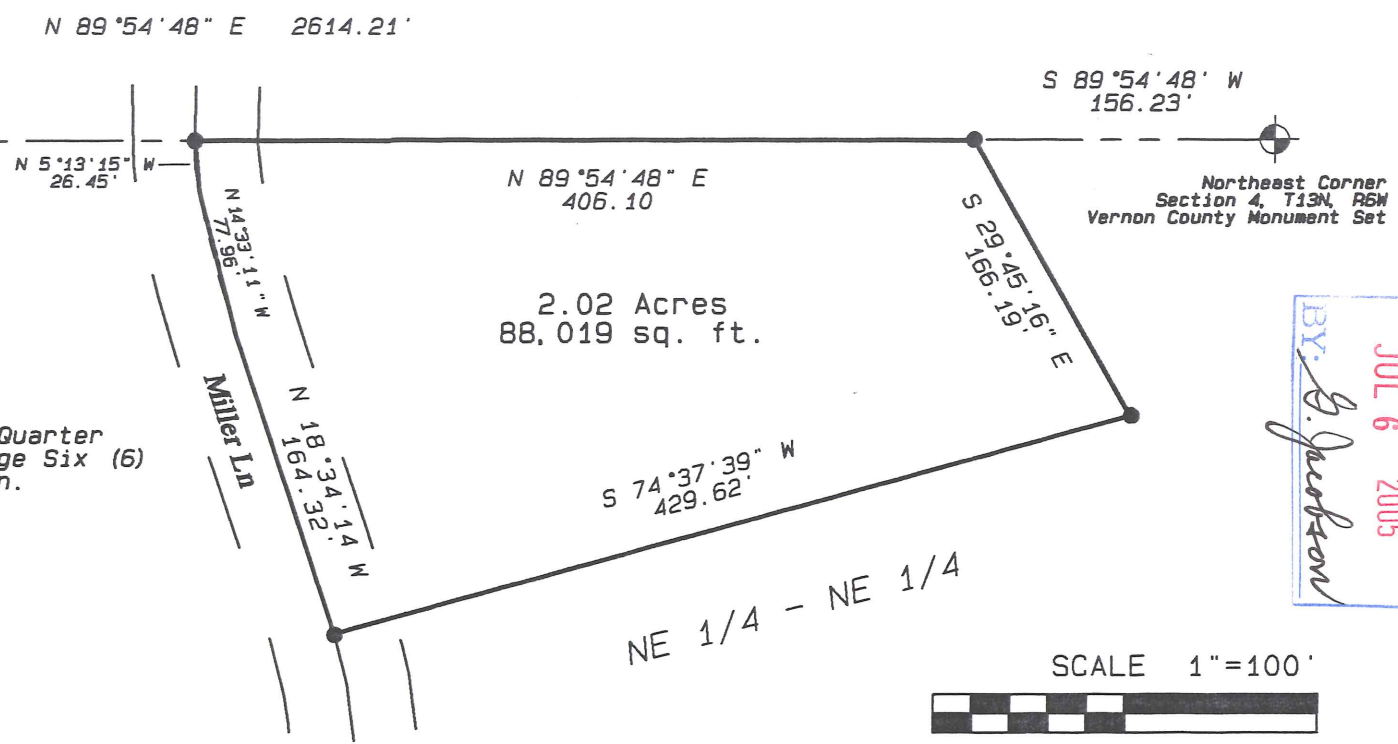 N 89°54'48" E 2614.21'
S 89°54'48' W
156.23'
N 5°13'15" W
26.45'
N 89°54'48" E
406.10
Northeast Corner
Section 4, T13N, R6W
Vernon County Monument Set
N 14°33'11" W
77.96'
S 29°45'16" E
166.19'
2.02 Acres
88,019 sq. ft.
JUL 6 2005
BY: G. Jacobson
Miller Ln
N 18°34'14 W
164.32'
Quarter
ge Six (6)
n.
S 74°37'39" W
429.62'
NE 1/4 - NE 1/4
SCALE 1"=100'